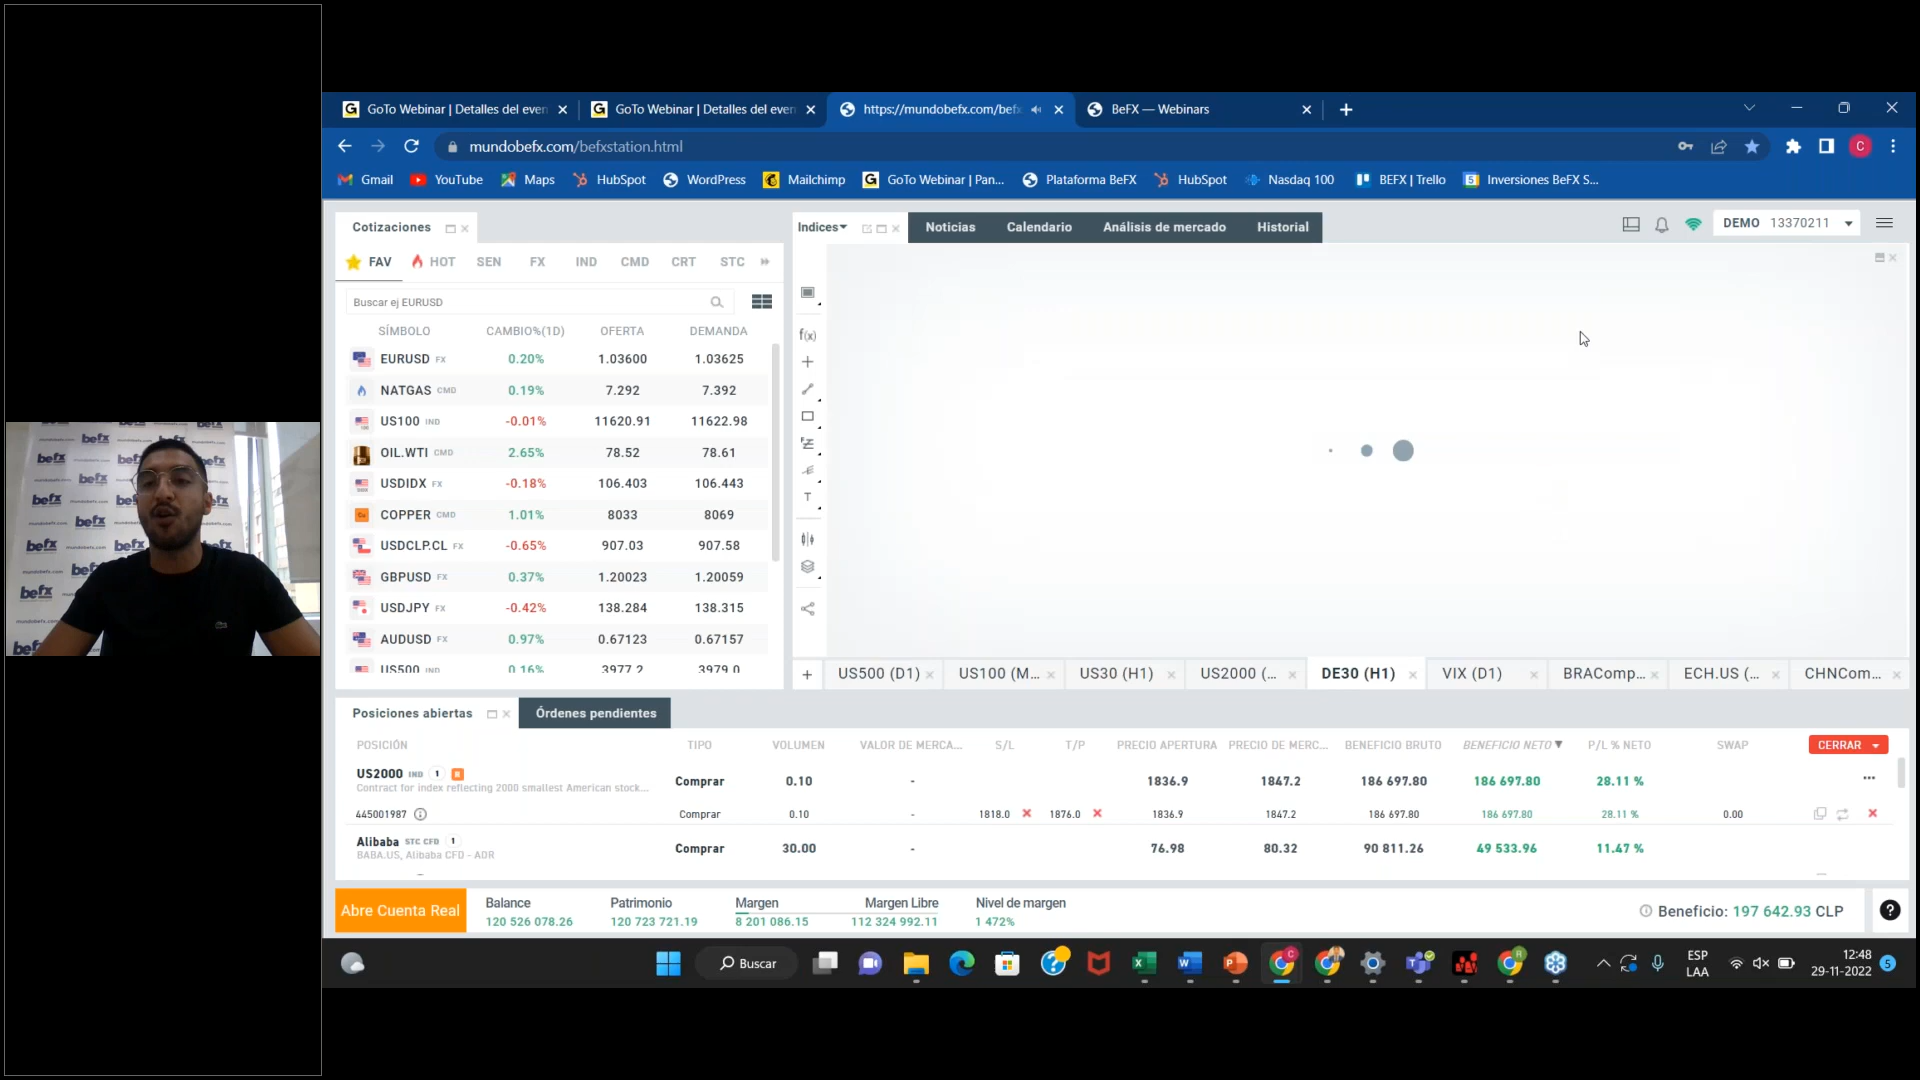 GoTo Webinar | Detalles del even
GoTo Webinar | Detalles del even
https://mundobefx.com/befx
BeFX — Webinars
mundobefx.com/befxstation.html
C
Gmail YouTube Maps HubSpot WordPress Mailchimp GoTo Webinar | Pan... Plataforma BeFX HubSpot Nasdaq 100 BEFX | Trello Inversiones BeFX S...
Cotizaciones
FAV HOT SEN FX IND CMD CRT STC
Buscar ej EURUSD
SÍMBOLO CAMBIO%(1D) OFERTA DEMANDA
EURUSD FX 0.20% 1.03600 1.03625
NATGAS CMD 0.19% 7.292 7.392
US100 IND -0.01% 11620.91 11622.98
OIL.WTI CMD 2.65% 78.52 78.61
USDIDX FX -0.18% 106.403 106.443
COPPER CMD 1.01% 8033 8069
USDCLP.CL FX -0.65% 907.03 907.58
GBPUSD FX 0.37% 1.20023 1.20059
USDJPY FX -0.42% 138.284 138.315
AUDUSD FX 0.97% 0.67123 0.67157
US500 IND 0.16% 3977.2 3979.0
Indices Noticias Calendario Análisis de mercado Historial
DEMO 13370211
f(x)
T
US500 (D1) US100 (M... US30 (H1) US2000 (... DE30 (H1) VIX (D1) BRAComp... ECH.US (... CHNCom...
Posiciones abiertas Órdenes pendientes
POSICIÓN TIPO VOLUMEN VALOR DE MERCA... S/L T/P PRECIO APERTURA PRECIO DE MERC... BENEFICIO BRUTO BENEFICIO NETO P/L % NETO SWAP CERRAR
US2000 IND 1 Comprar 0.10 - 1836.9 1847.2 186 697.80 186 697.80 28.11 %
Contract for index reflecting 2000 smallest American stock...
445001987 Comprar 0.10 - 1818.0 1876.0 1836.9 1847.2 186 697.80 186 697.80 28.11 % 0.00
Alibaba STC CFD 1 Comprar 30.00 - 76.98 80.32 90 811.26 49 533.96 11.47 %
BABA.US, Alibaba CFD - ADR
Abre Cuenta Real
Balance Patrimonio Margen Margen Libre Nivel de margen
120 526 078.26 120 723 721.19 8 201 086.15 112 324 992.11 1 472%
Beneficio: 197 642.93 CLP
Buscar
ESP
LAA
12:48
29-11-2022
5
befx
mundobefx.com